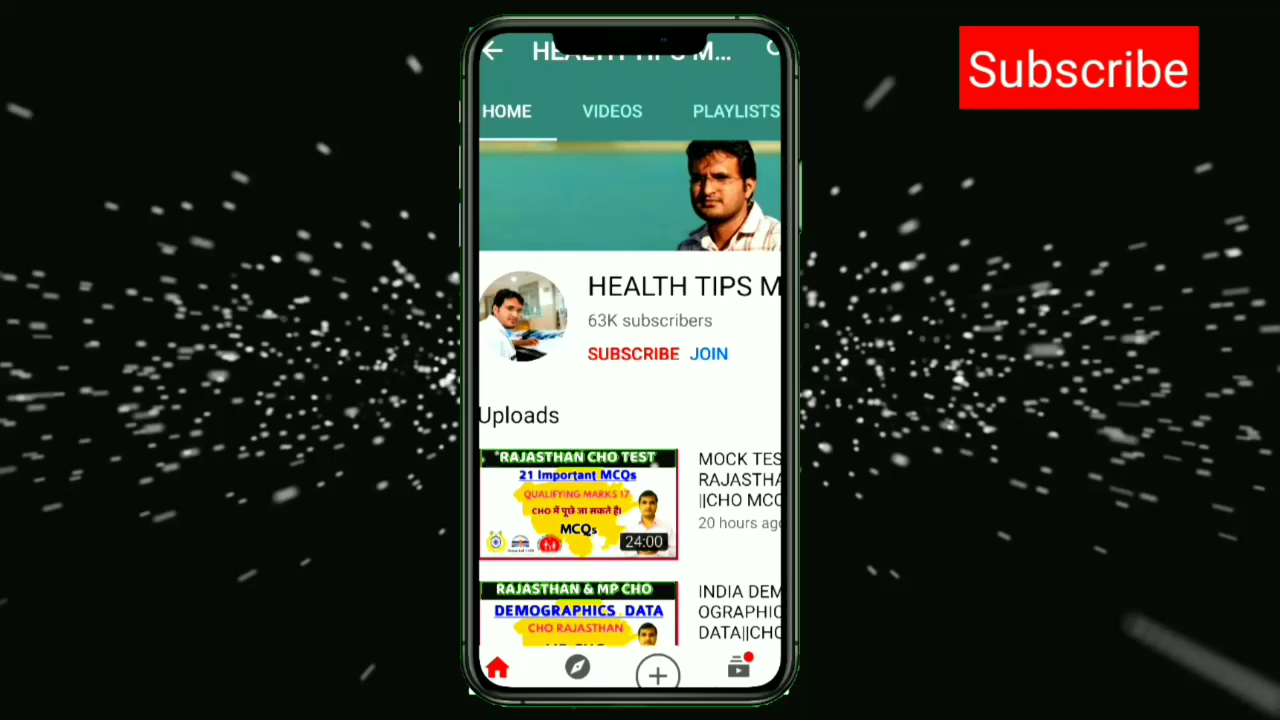 Subscribe
HEALTH TIPS M...
HOME VIDEOS PLAYLISTS
HEALTH TIPS M
63K subscribers
SUBSCRIBE JOIN
Uploads
RAJASTHAN CHO TEST
21 Important MCQs
QUALIFYING MARKS 17
CHO में पूछे जा सकते है।
MCQs
24:00
MOCK TES
RAJASTHA
||CHO MCQ
20 hours ago
RAJASTHAN & MP CHO
DEMOGRAPHICS DATA
CHO RAJASTHAN
INDIA DEM
OGRAPHIC
DATA||CHO